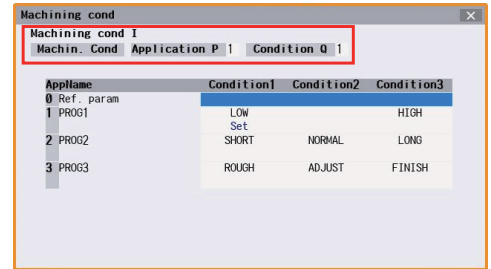 Machining cond
Machining cond I
Machin. Cond Application P 1 Condition Q 1
AppName Condition1 Condition2 Condition3
0 Ref. param
1 PROG1 LOW HIGH
Set
2 PROG2 SHORT NORMAL LONG
3 PROG3 ROUGH ADJUST FINISH